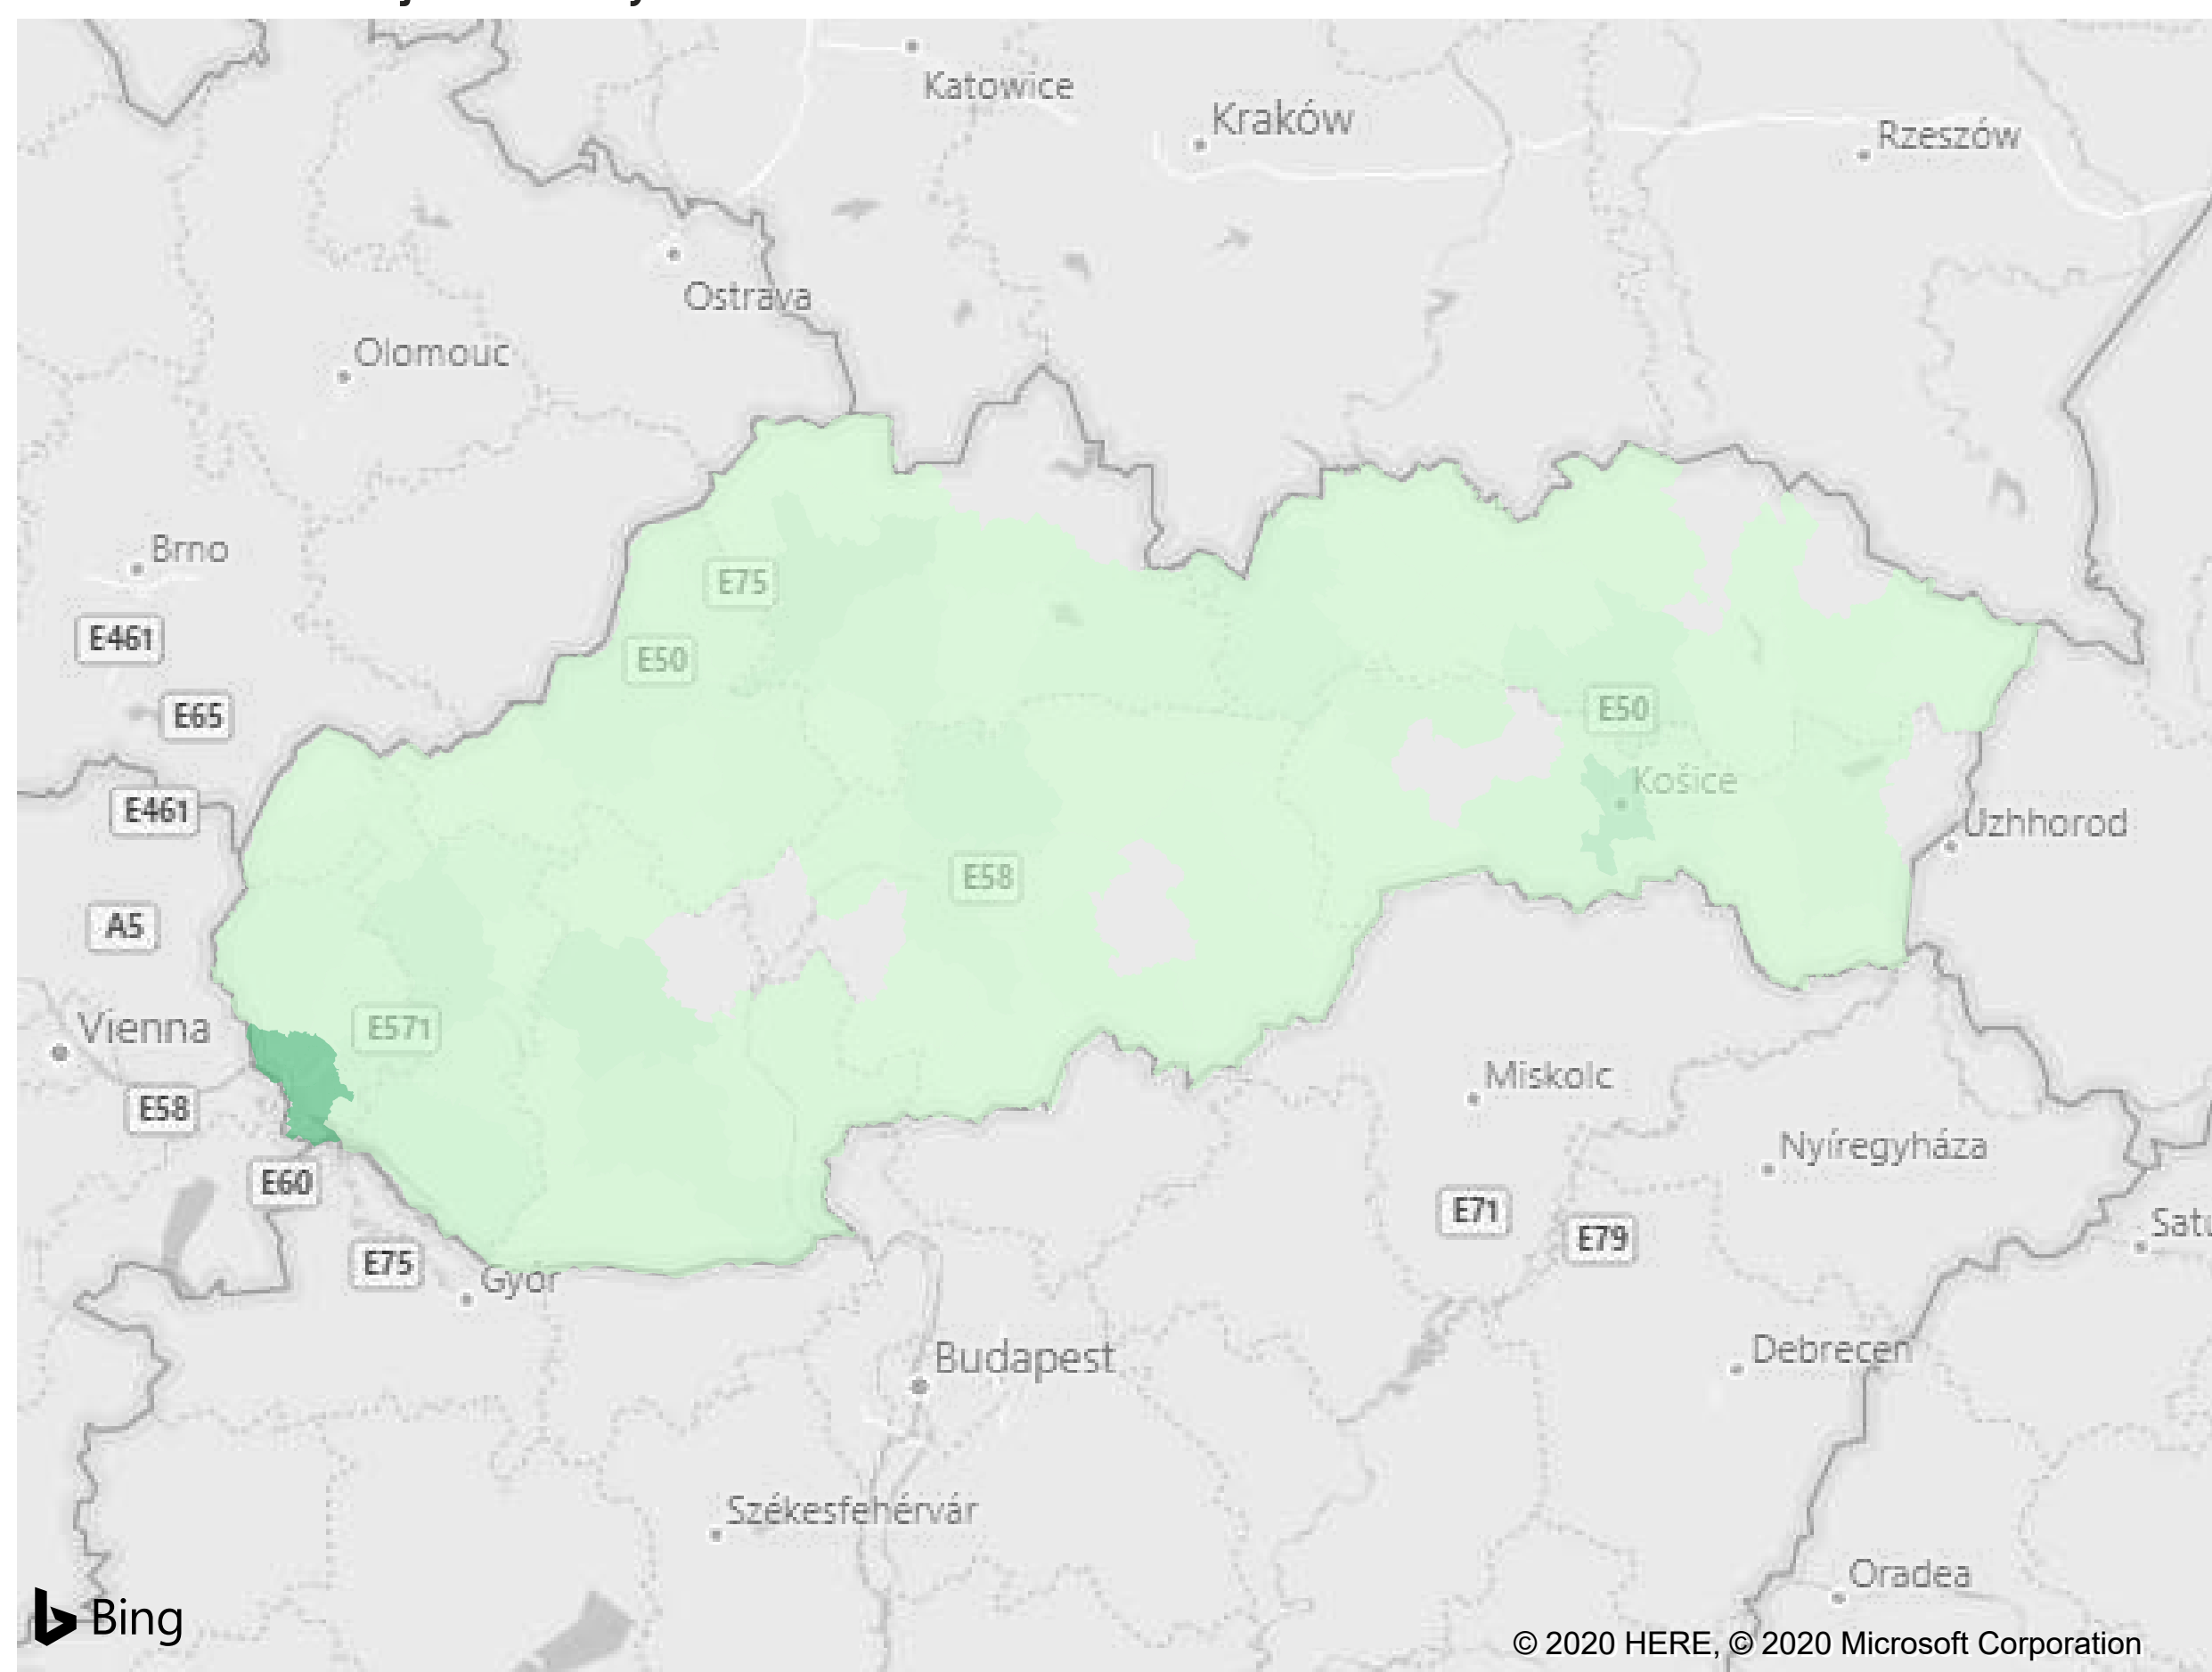 Katowice
Kraków
Rzeszów
Ostrava
Olomouc
Brno
E75
E461
E50
E65
E50
Košice
E461
Uzhhorod
E58
A5
Vienna
E571
Miskolc
E58
Nyíregyháza
E60
E71
E79
E75
Győr
Debrecen
Budapest
Székesfehérvár
Oradea
Bing
© 2020 HERE, © 2020 Microsoft Corporation